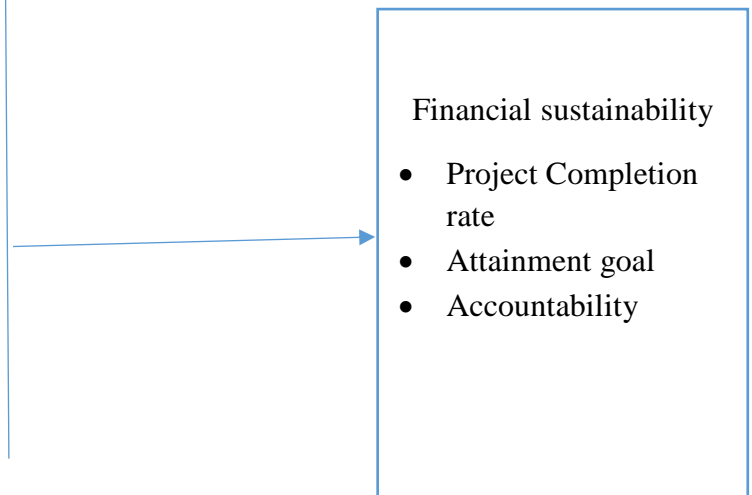 Financial sustainability
• Project Completion
rate
• Attainment goal
• Accountability